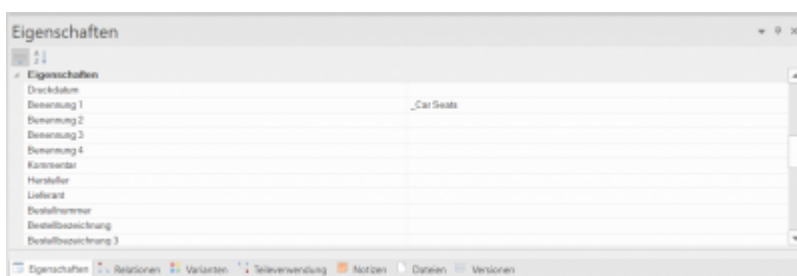 Eigenschaften
Eigenschaften
Druckdatum
Benennung 1 _Car Seats
Benennung 2
Benennung 3
Benennung 4
Kommentar
Hersteller
Lieferant
Bestellnummer
Bestellbezeichnung
Bestellbezeichnung 3
Eigenschaften Relationen Varianten Teileverwendung Notizen Dateien Versionen